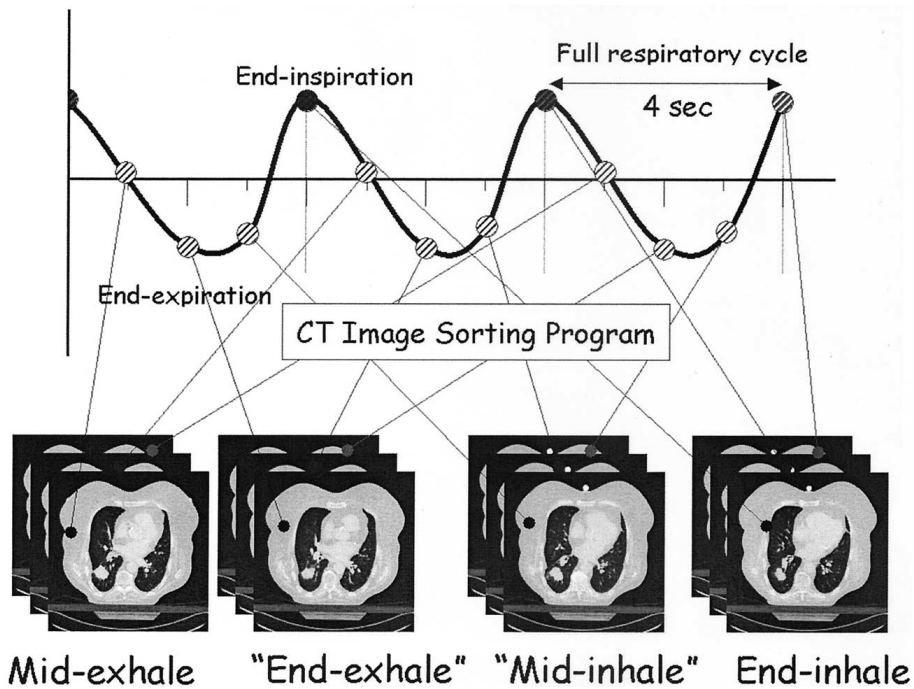 Full respiratory cycle
End-inspiration
4 sec
End-expiration
CT Image Sorting Program
Mid-exhale
"End-exhale"
"Mid-inhale"
End-inhale